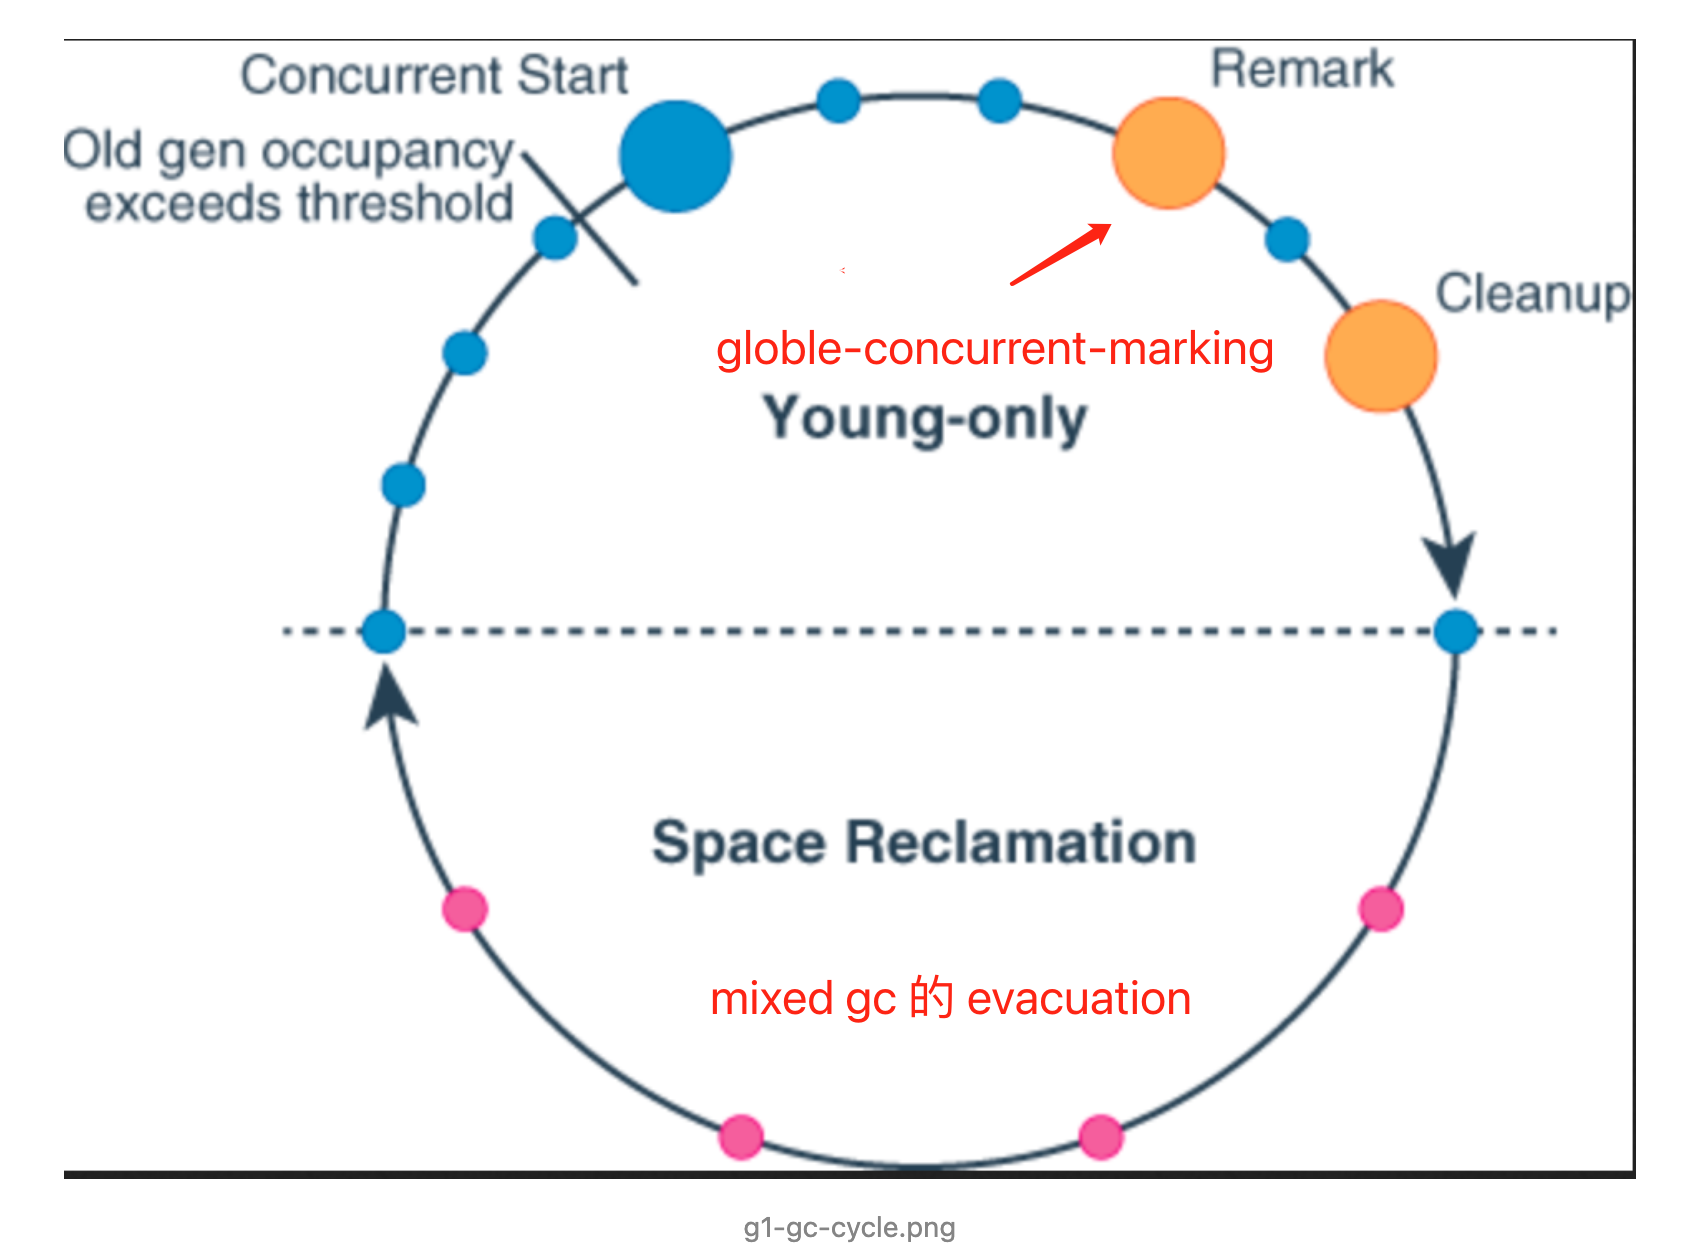 Concurrent Start
Remark
Old gen occupancy
exceeds threshold
Cleanup
globle-concurrent-marking
Young-only
Space Reclamation
mixed gc 的 evacuation
g1-gc-cycle.png